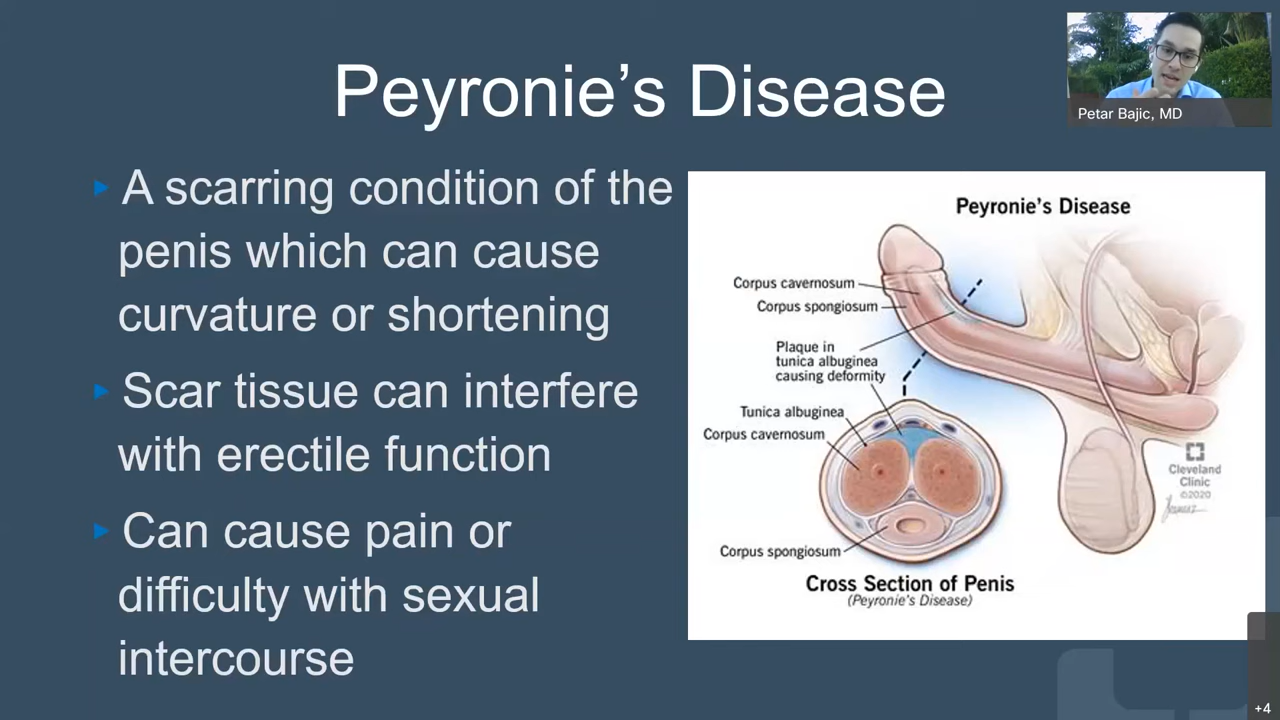 Peyronie’s Disease
Petar Bajic, MD
A scarring condition of the
penis which can cause
curvature or shortening
Scar tissue can interfere
with erectile function
Can cause pain or
difficulty with sexual
intercourse
Peyronie’s Disease
Corpus cavernosum
Corpus spongiosum
Plaque in
tunica albuginea
causing deformity
Tunica albuginea
Corpus cavernosum
Corpus spongiosum
Cleveland
Clinic
©2020
Cross Section of Penis
(Peyronie’s Disease)
+4